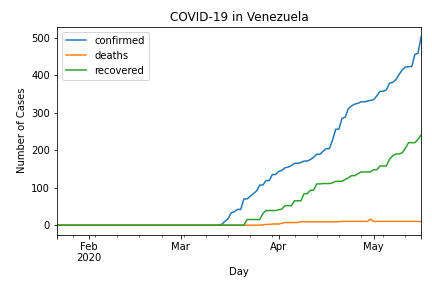 COVID-19 in Venezuela
confirmed
deaths
recovered
Number of Cases
500
400
300
200
100
0
Feb
2020
Mar
Apr
May
Day